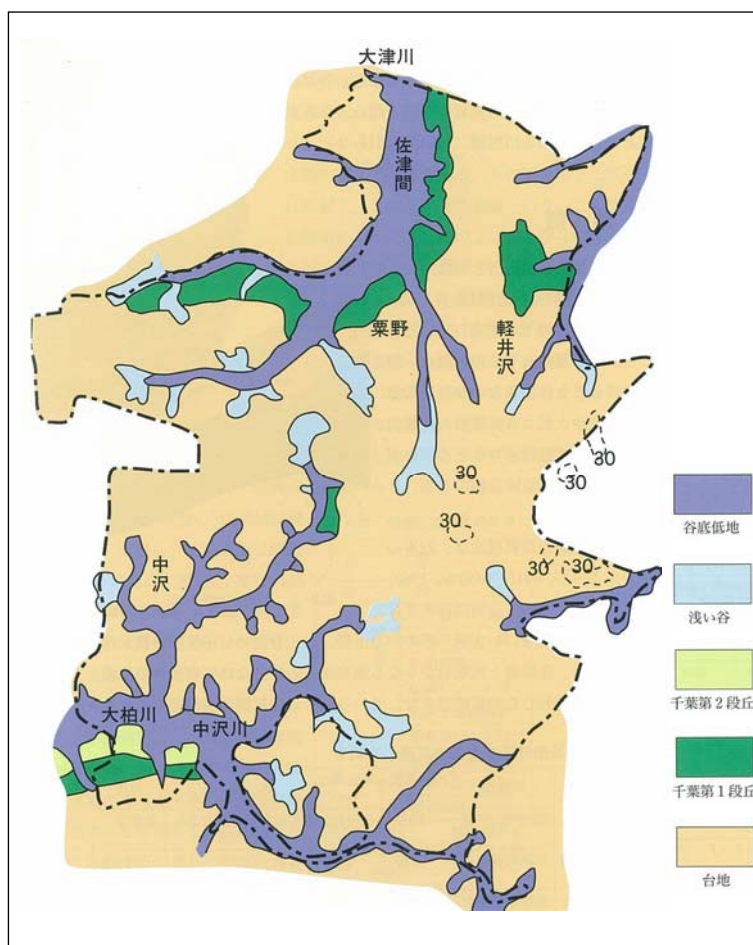 大津川
佐津間
粟野
軽井沢
30
30
30
30
30
30
中沢
大柏川
中沢川
谷底低地
浅い谷
千葉第2段丘
千葉第1段丘
台地